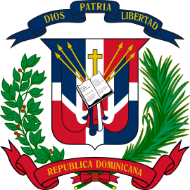 DIOS PATRIA LIBERTAD
REPUBLICA DOMINICANA